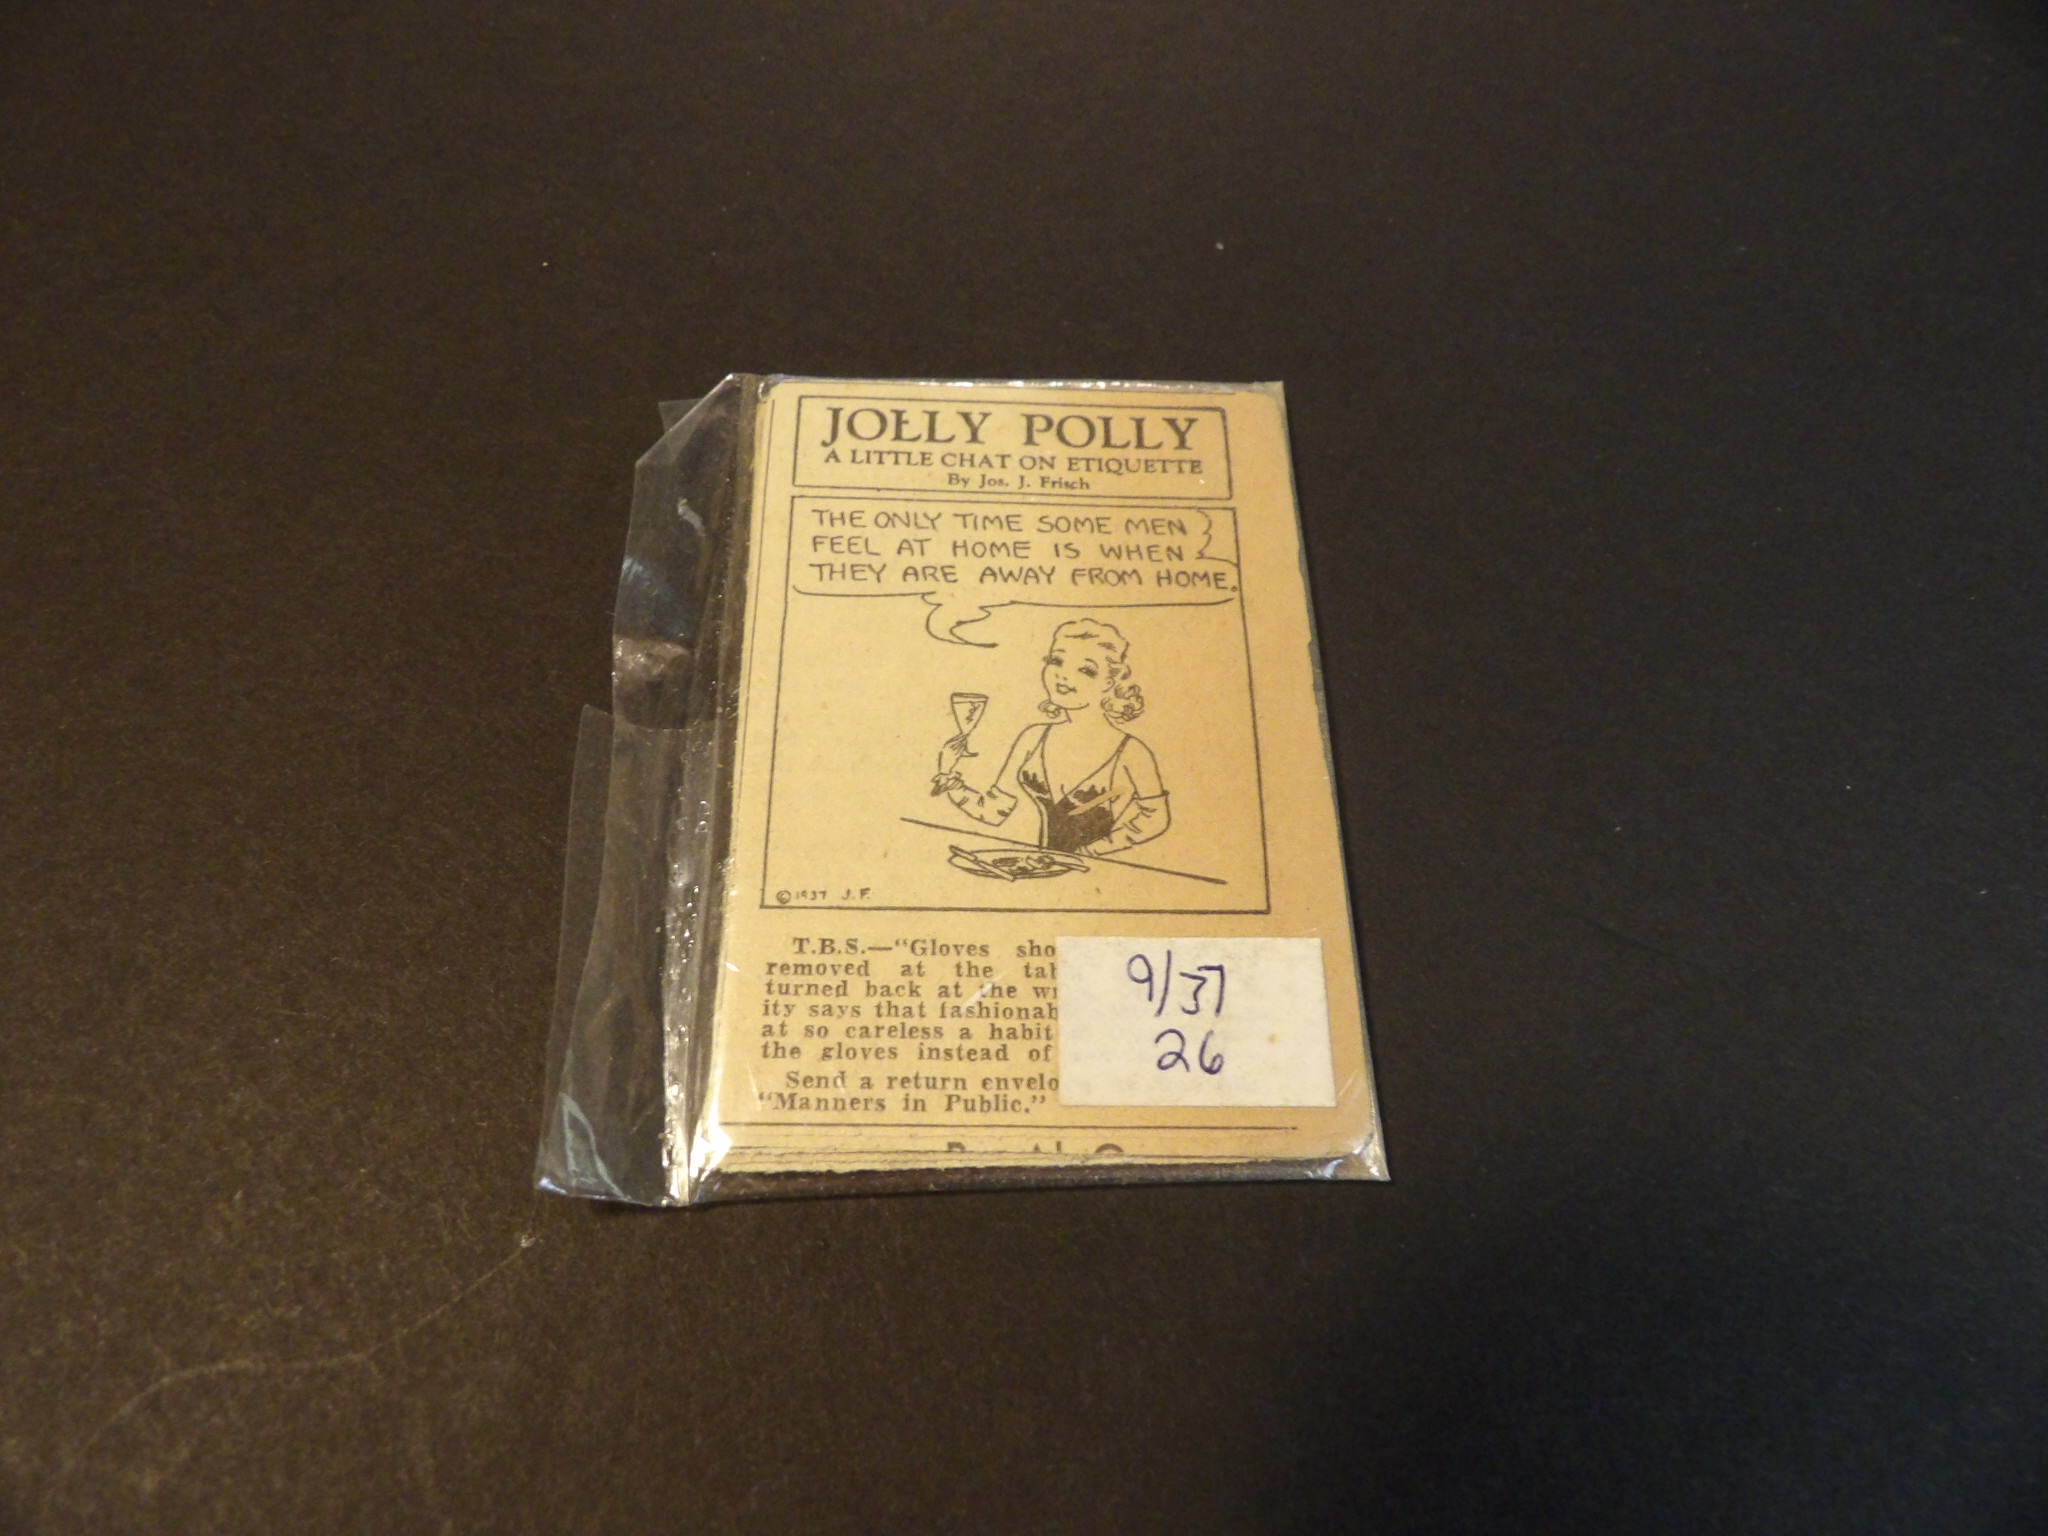 JOLLY POLLY
A LITTLE CHAT ON ETIQUETTE
By Jos. J. Frisch
THE ONLY TIME SOME MEN
FEEL AT HOME IS WHEN
THEY ARE AWAY FROM HOME.
© 1937 J.F.
T.B.S.—"Gloves sho
removed at the tab
turned back at the wr
ity says that fashionab
at so careless a habit
the gloves instead of
Send a return envelo
"Manners in Public."
9/37
26